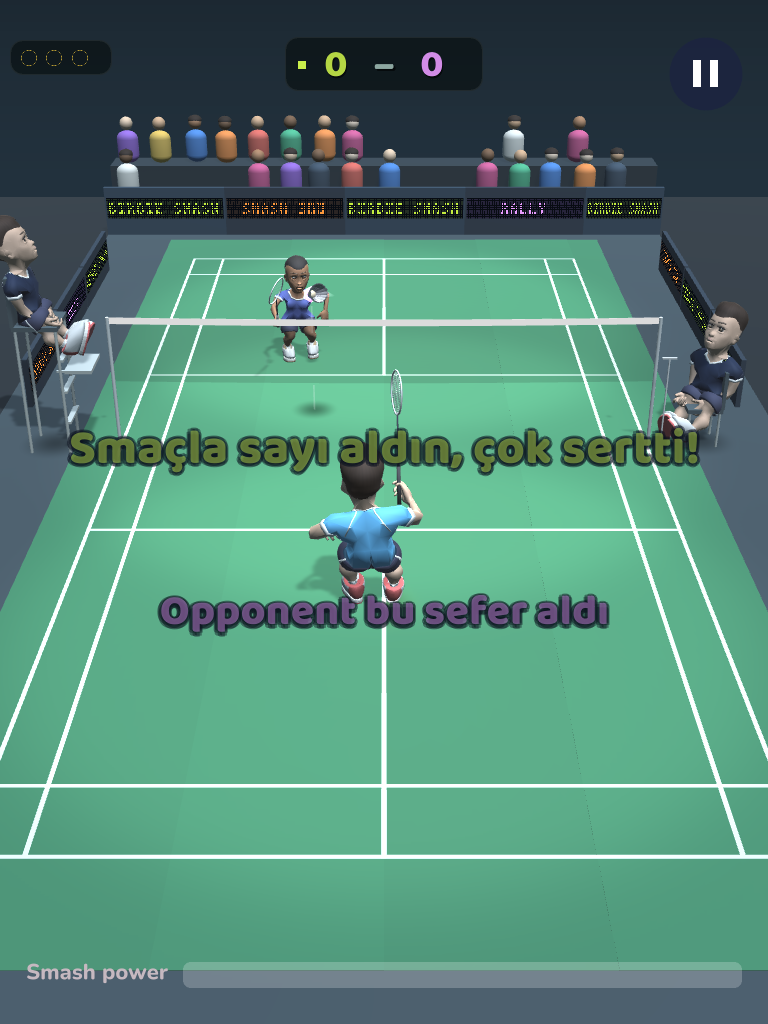 0 – 0
BIRDIE SMASH SMASH 300 BIRDIE SMASH RALLY BIRDIE SMASH
Smaçla sayı aldın, çok sertti!
Opponent bu sefer aldı
Smash power